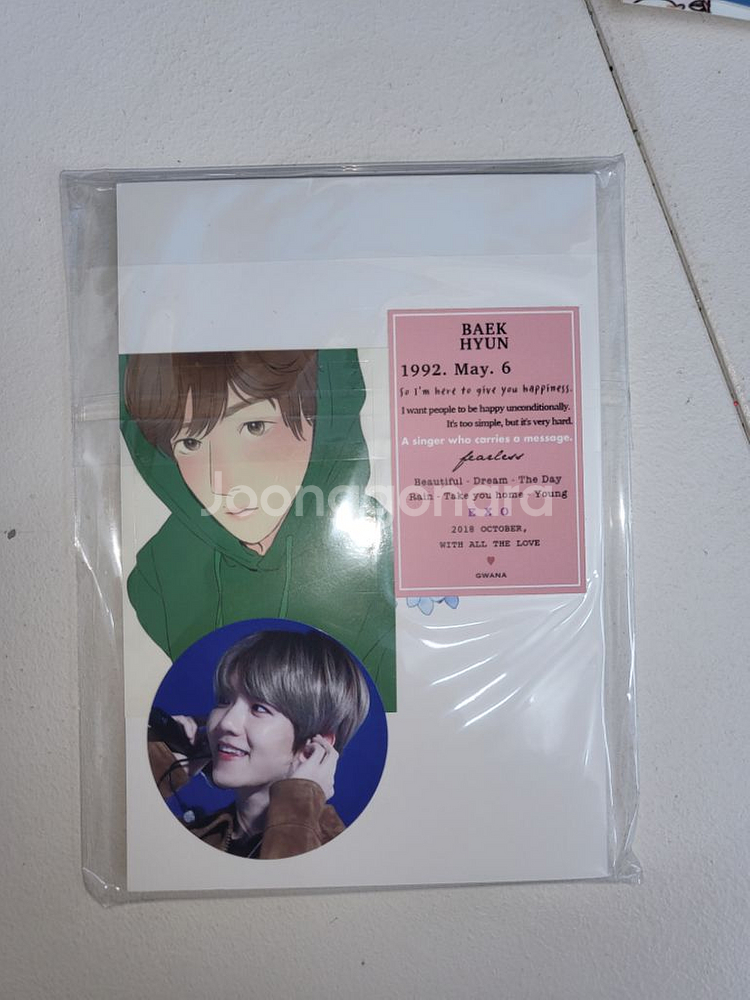 BAEK
HYUN
1992. May. 6
So I'm here to give you happiness.
I want people to be happy unconditionally.
It's too simple, but it's very hard.
A singer who carries a message.
fearless
Beautiful - Dream - The Day
Rain - Take you home - Young
E X O
2018 OCTOBER,
WITH ALL THE LOVE
GWANA
Joonggonara